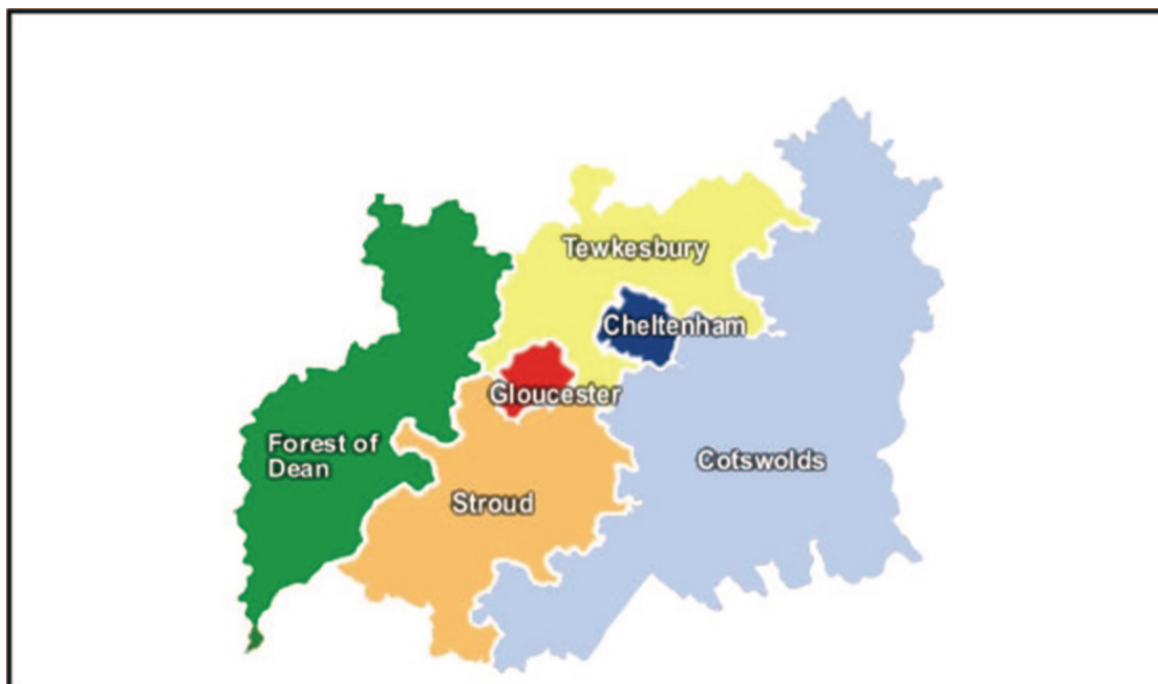 Tewkesbury
Cheltenham
Gloucester
Forest of
Dean
Cotswolds
Stroud